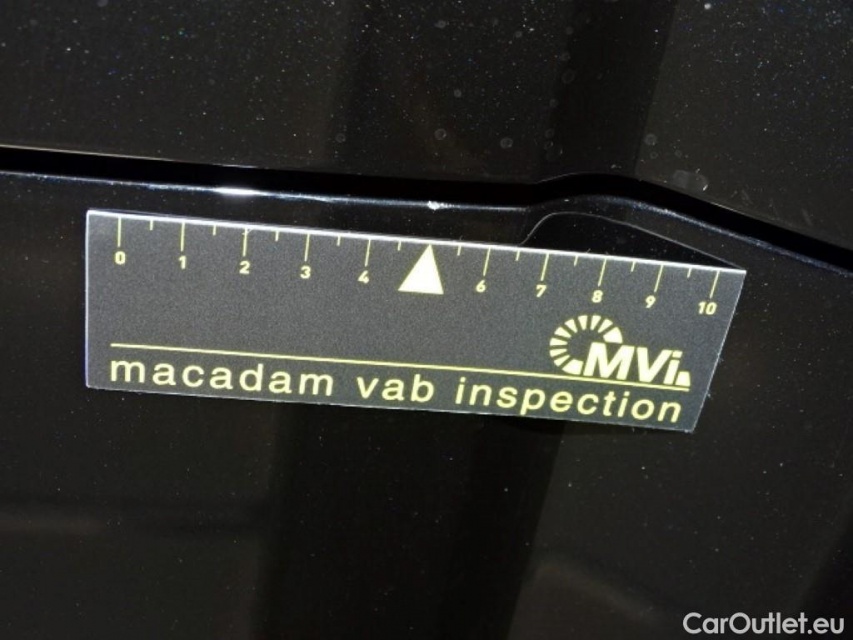 0 1 2 3 4 6 7 8 9 10
MVi
macadam vab inspection
CarOutlet.eu